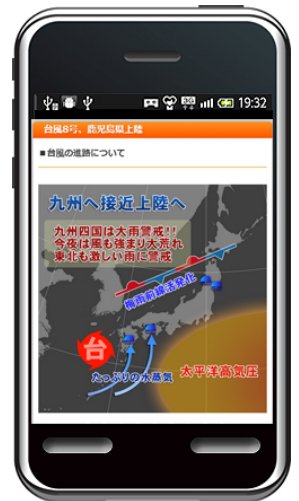 3G
19:32
台風8号、鹿児島県上陸
■台風の進路について
九州へ接近上陸へ
九州四国は大雨警戒!!
今夜は風も強まり大荒れ
東北も激しい雨に警戒
梅雨前線活発化
台
たっぷりの水蒸気
太平洋高気圧